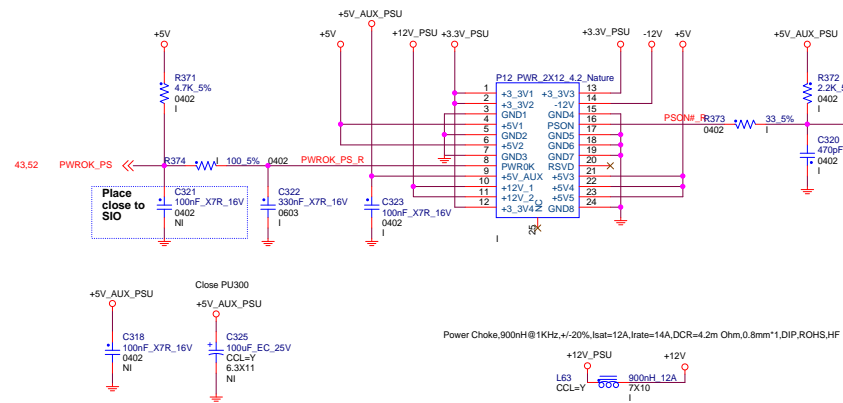 +5V_AUX_PSU
+5V
+5V
+12V_PSU
+3.3V_PSU
+3.3V_PSU
-12V
+5V
+5V_AUX_PSU
R371
4.7K_5%
0402
I
P12 PWR_2X12_4.2_Nature
1 +3_3V1
2 +3_3V2
3 GND1
4 +5V1
5 GND2
6 +5V2
7 GND3
8 PWR0K
9 +5V_AUX
10 +12V_1
11 +12V_2
12 +3_3V4
+3_3V3 13
-12V 14
GND4 15
PSON 16
GND5 17
GND6 18
GND7 19
RSVD 20
+5V3 21
+5V4 22
+5V5 23
GND8 24
NC
25
I
PSON#_R
R373
0402
33_5%
I
R372
0402
I
C320
470pF
0402
I
43,52 PWROK_PS
R374
I 100_5% 0402
PWROK_PS_R
Place
close to
SIO
C321
100nF_X7R_16V
0402
NI
C322
330nF_X7R_16V
0603
I
C323
100nF_X7R_16V
0402
I
+5V_AUX_PSU
C318
100nF_X7R_16V
0402
NI
Close PU300
+5V_AUX_PSU
C325
100uF_EC_25V
CCL=Y
6.3X11
NI
Power Choke,900nH@1KHz,+/-20%,Isat=12A,Irate=14A,DCR=4.2m Ohm,0.8mm*1,DIP,ROHS,HF
+12V_PSU
+12V
L63
CCL=Y
900nH_12A
7X10
I